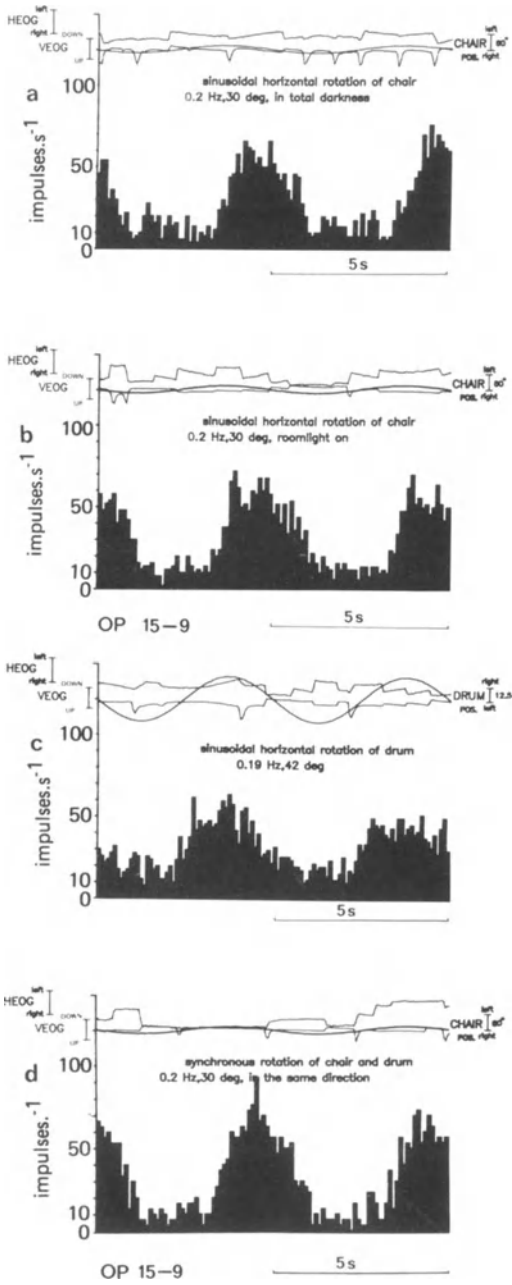 HEOG left right
DOWN
VEOG
UP
left
CHAIR 80°
POS. right
sinusoidal horizontal rotation of chair
0.2 Hz,30 deg, in total darkness
a
impulses.s-1
100
50
10
0
5s
HEOG left right
DOWN
VEOG
UP
left
CHAIR 80°
POS. right
sinusoidal horizontal rotation of chair
0.2 Hz,30 deg, roomlight on
b
impulses.s-1
100
50
10
0
OP 15-9
5s
HEOG left right
DOWN
VEOG
UP
right
DRUM 12.5
POS. left
sinusoidal horizontal rotation of drum
0.19 Hz,42 deg
c
impulses.s-1
100
50
10
0
5s
HEOG left right
DOWN
VEOG
UP
left
CHAIR 80°
POS. right
synchronous rotation of chair and drum
0.2 Hz,30 deg, in the same direction
d
impulses.-1
100
50
10
0
OP 15-9
5s